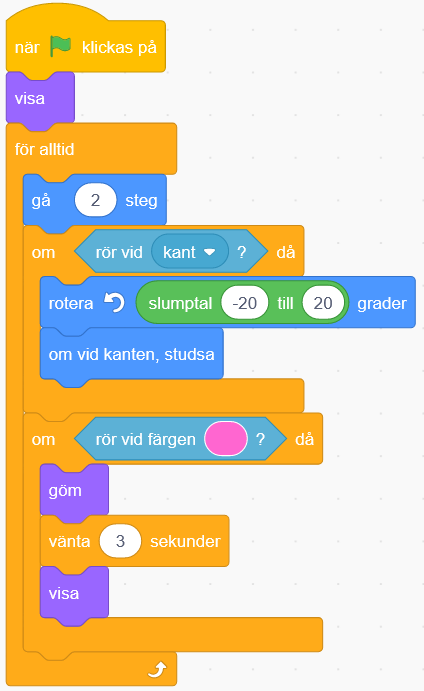 när klickas på
visa
för alltid
gå 2 steg
om rör vid kant ? då
rotera slumptal -20 till 20 grader
om vid kanten, studsa
om rör vid färgen ? då
göm
vänta 3 sekunder
visa